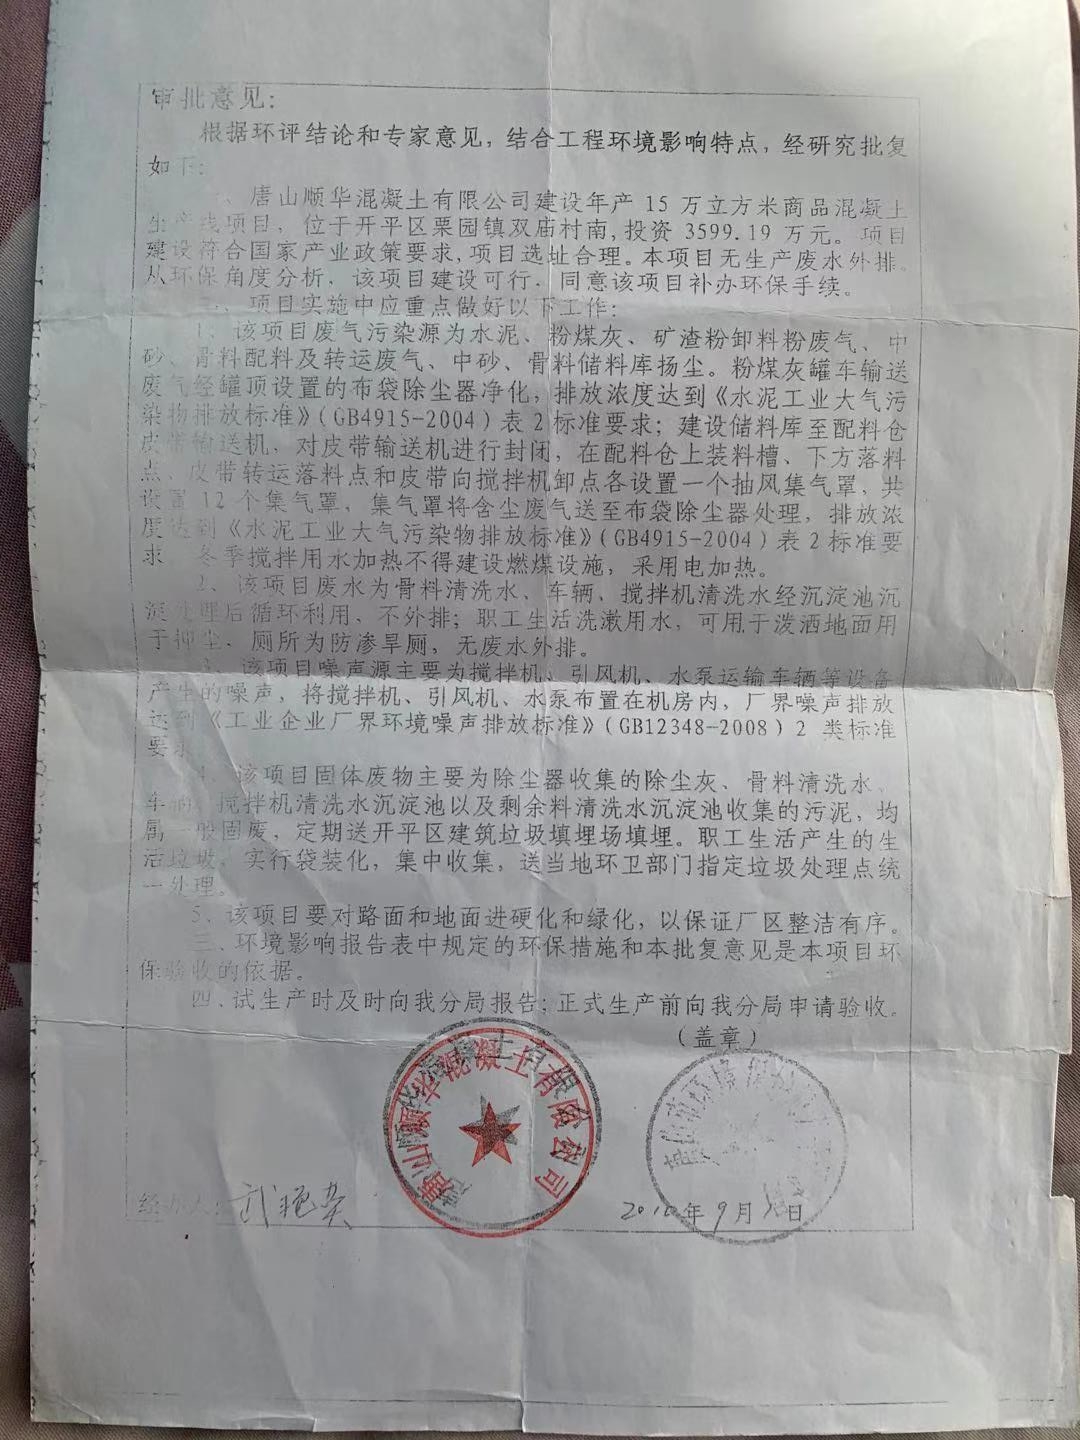 审批意见：
根据环评结论和专家意见，结合工程环境影响特点，经研究批复
如下：
一、唐山顺华混凝土有限公司建设年产 15 万立方米商品混凝土
生产线项目，位于开平区栗园镇双庙村南,投资 3599.19 万元。项目
建设符合国家产业政策要求,项目选址合理。本项目无生产废水外排。
从环保角度分析，该项目建设可行，同意该项目补办环保手续。
二、项目实施中应重点做好以下工作：
1、该项目废气污染源为水泥、粉煤灰、矿渣粉卸料粉废气、中
砂、骨料配料及转运废气、中砂、骨料储料库扬尘。粉煤灰罐车输送
废气经罐顶设置的布袋除尘器净化，排放浓度达到《水泥工业大气污
染物排放标准》（GB4915-2004）表 2 标准要求；建设储料库至配料仓
皮带输送机，对皮带输送机进行封闭，在配料仓上装料槽、下方落料
点、皮带转运落料点和皮带向搅拌机卸点各设置一个抽风集气罩，共
设置 12 个集气罩，集气罩将含尘废气送至布袋除尘器处理，排放浓
度达到《水泥工业大气污染物排放标准》（GB4915-2004）表 2 标准要
求，冬季搅拌用水加热不得建设燃煤设施，采用电加热。
2、该项目废水为骨料清洗水、车辆、搅拌机清洗水经沉淀池沉
淀处理后循环利用，不外排；职工生活洗漱用水，可用于泼洒地面用
于抑尘，厕所为防渗旱厕，无废水外排。
3、该项目噪声源主要为搅拌机、引风机、水泵运输车辆等设备
产生的噪声，将搅拌机、引风机、水泵布置在机房内，厂界噪声排放
达到《工业企业厂界环境噪声排放标准》（GB12348-2008）2 类标准
要求
4、该项目固体废物主要为除尘器收集的除尘灰、骨料清洗水、
车辆、搅拌机清洗水沉淀池以及剩余料清洗水沉淀池收集的污泥，均
属一般固废，定期送开平区建筑垃圾填埋场填埋。职工生活产生的生
活垃圾，实行袋装化，集中收集，送当地环卫部门指定垃圾处理点统
一处理。
5、该项目要对路面和地面进硬化和绿化，以保证厂区整洁有序。
三、环境影响报告表中规定的环保措施和本批复意见是本项目环
保验收的依据。
四、试生产时及时向我分局报告；正式生产前向我分局申请验收。
（盖章）
唐山顺华混凝土有限公司
经办人：武艳英
2010年9月 日